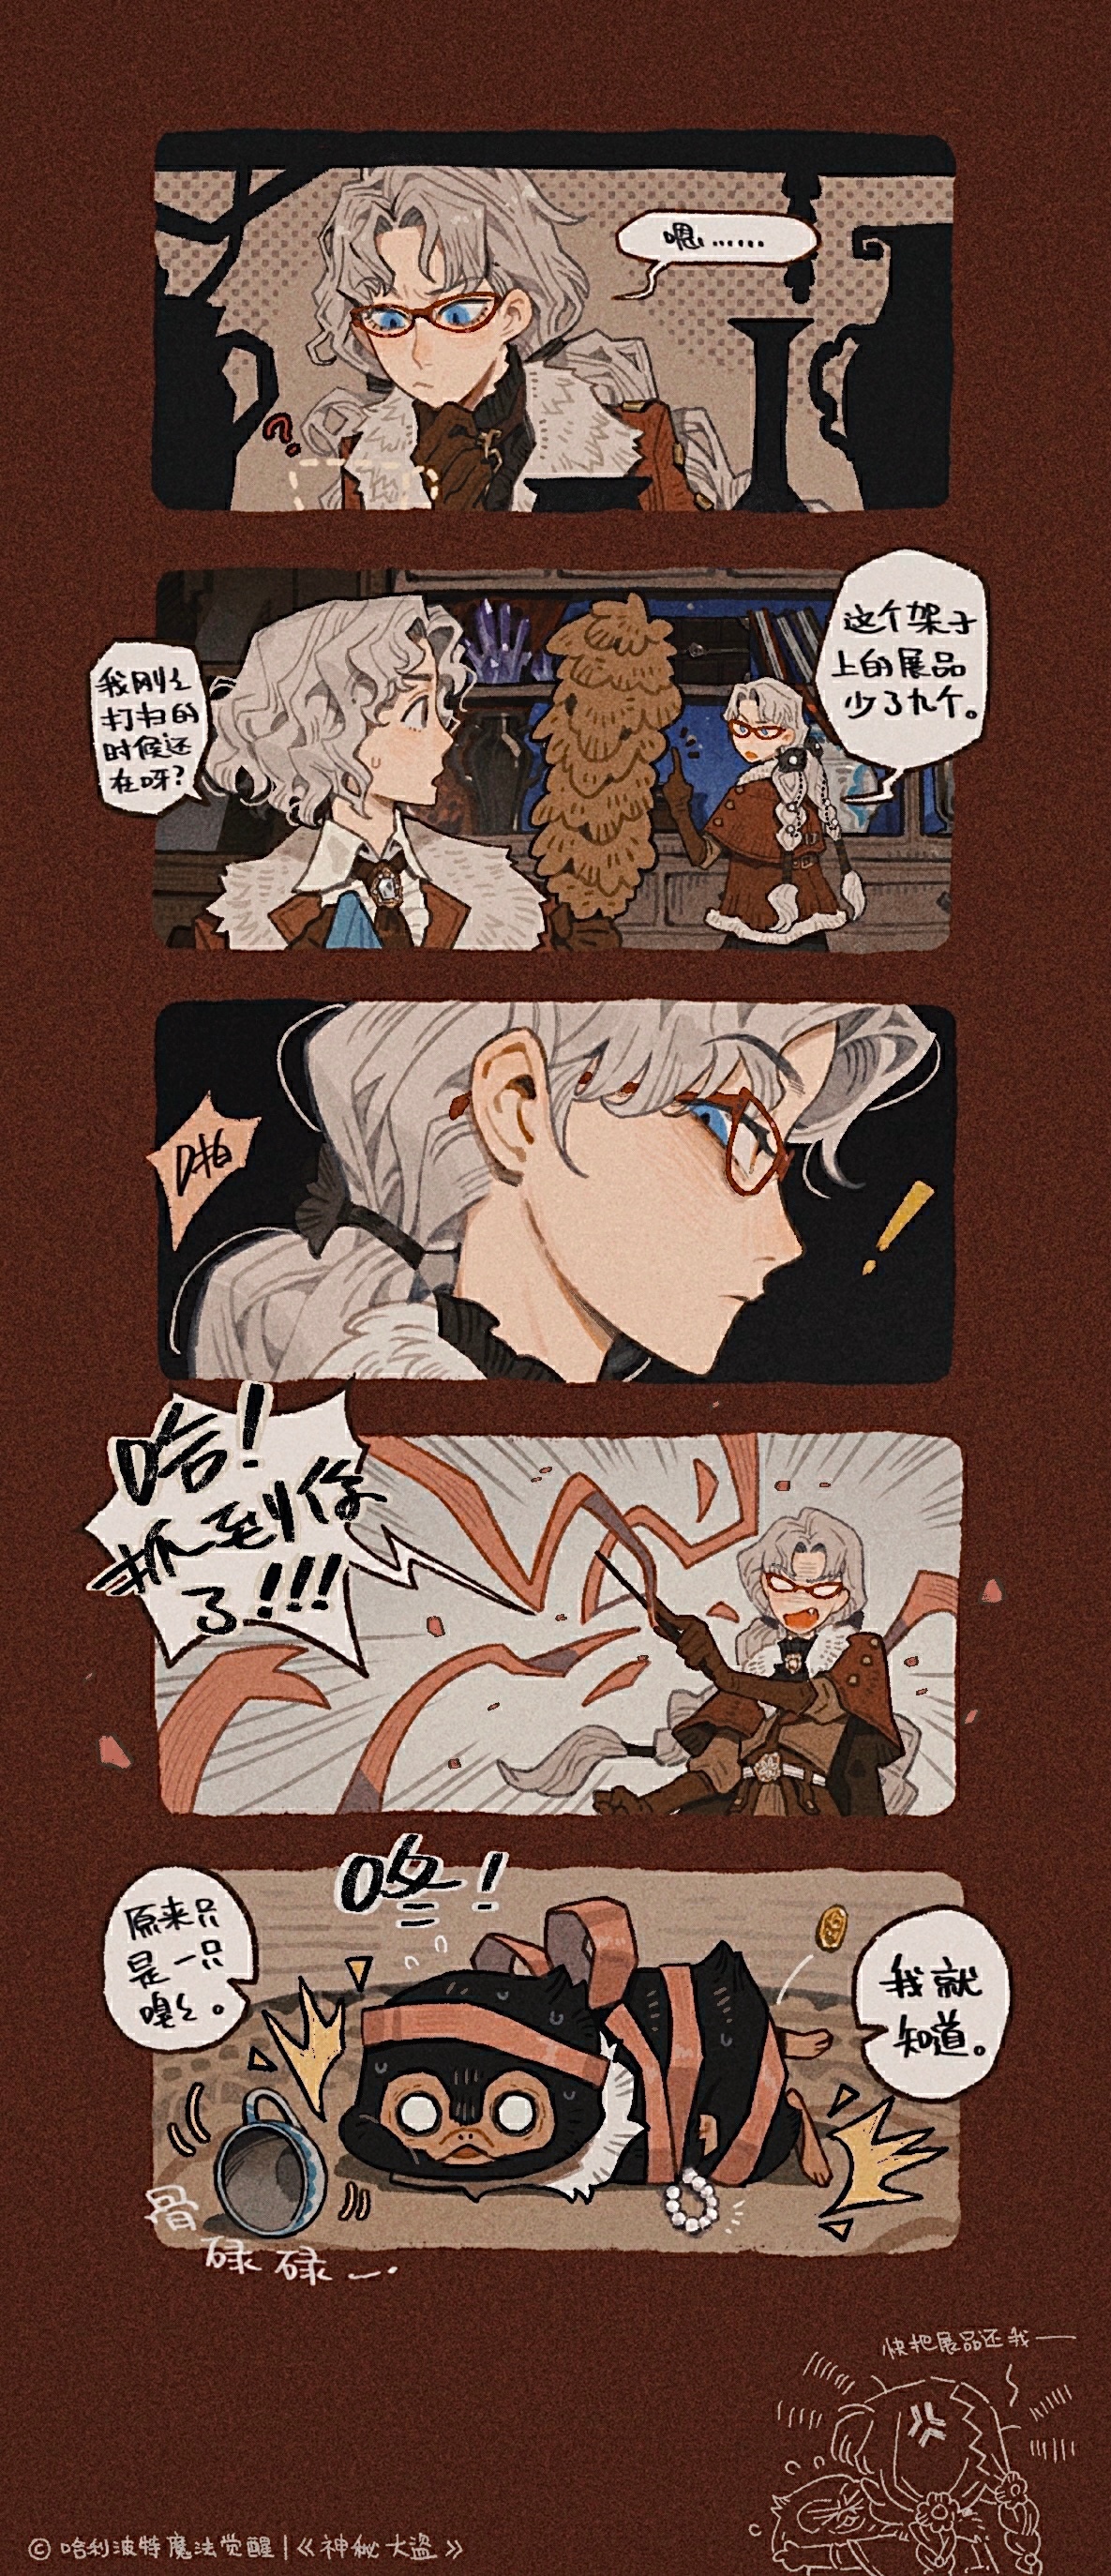 嗯……
这个架子
上的展品
少了九个。
我刚刚
打扫的
时候还
在呀？
啪
哈！
抓到你
了!!!
咚！
原来只
是一只
嗅嗅。
我就
知道。
骨
碌碌—.
快把展品还我——
© 哈利波特魔法觉醒 | 《神秘大盗》